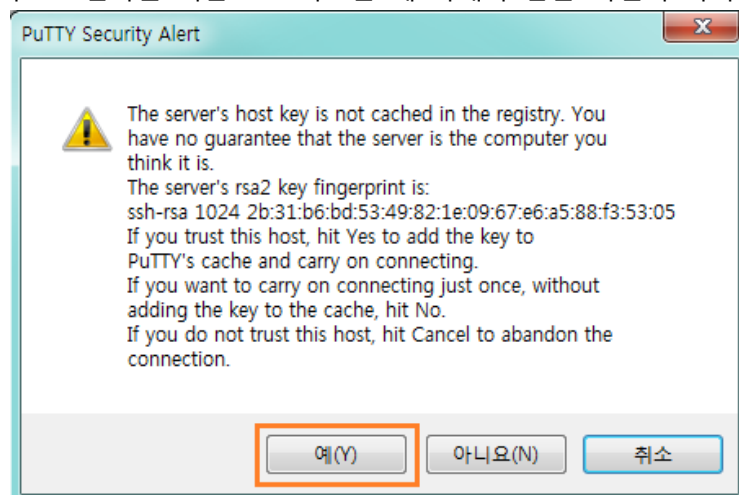 PuTTY Security Alert
The server's host key is not cached in the registry. You
have no guarantee that the server is the computer you
think it is.
The server's rsa2 key fingerprint is:
ssh-rsa 1024 2b:31:b6:bd:53:49:82:1e:09:67:e6:a5:88:f3:53:05
If you trust this host, hit Yes to add the key to
PuTTY's cache and carry on connecting.
If you want to carry on connecting just once, without
adding the key to the cache, hit No.
If you do not trust this host, hit Cancel to abandon the
connection.
예(Y) 아니요(N) 취소